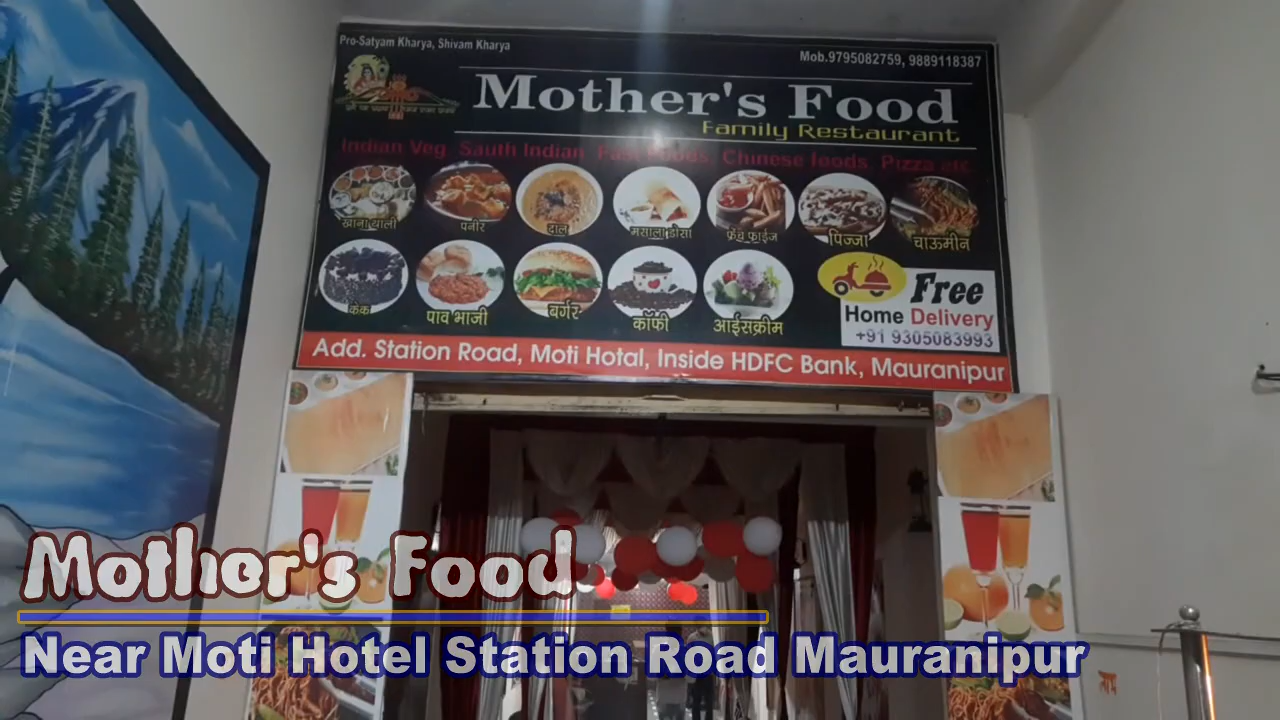 Pro-Satyam Kharya, Shivam Kharya
Mob.9795082759, 9889118387
Mother's Food
Family Restaurant
Indian Veg, Sauth Indian, Fast Foods, Chinese foods, Pizza etc
खाना थाली पनीर दाल मसाला डोसा फ्रेंच फ्राईज पिज्जा चाऊमीन
केक पाव भाजी बर्गर कॉफी आईसक्रीम
Free
Home Delivery
+91 9305083993
Add. Station Road, Moti Hotal, Inside HDFC Bank, Mauranipur
Mother's Food
Near Moti Hotel Station Road Mauranipur